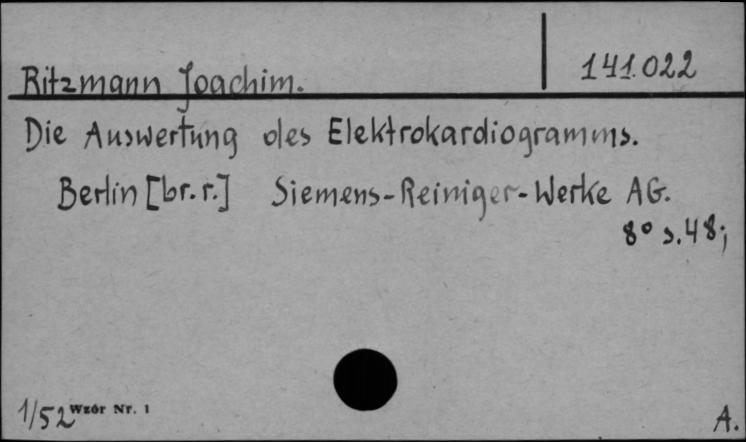 Ritzmann Joachim. 141.022
Die Auswertung des Elektrokardiogramms.
Berlin [br. r.] Siemens-Reiniger-Werke AG.
8° s. 48;
1/52 Wzór Nr. 1
A.